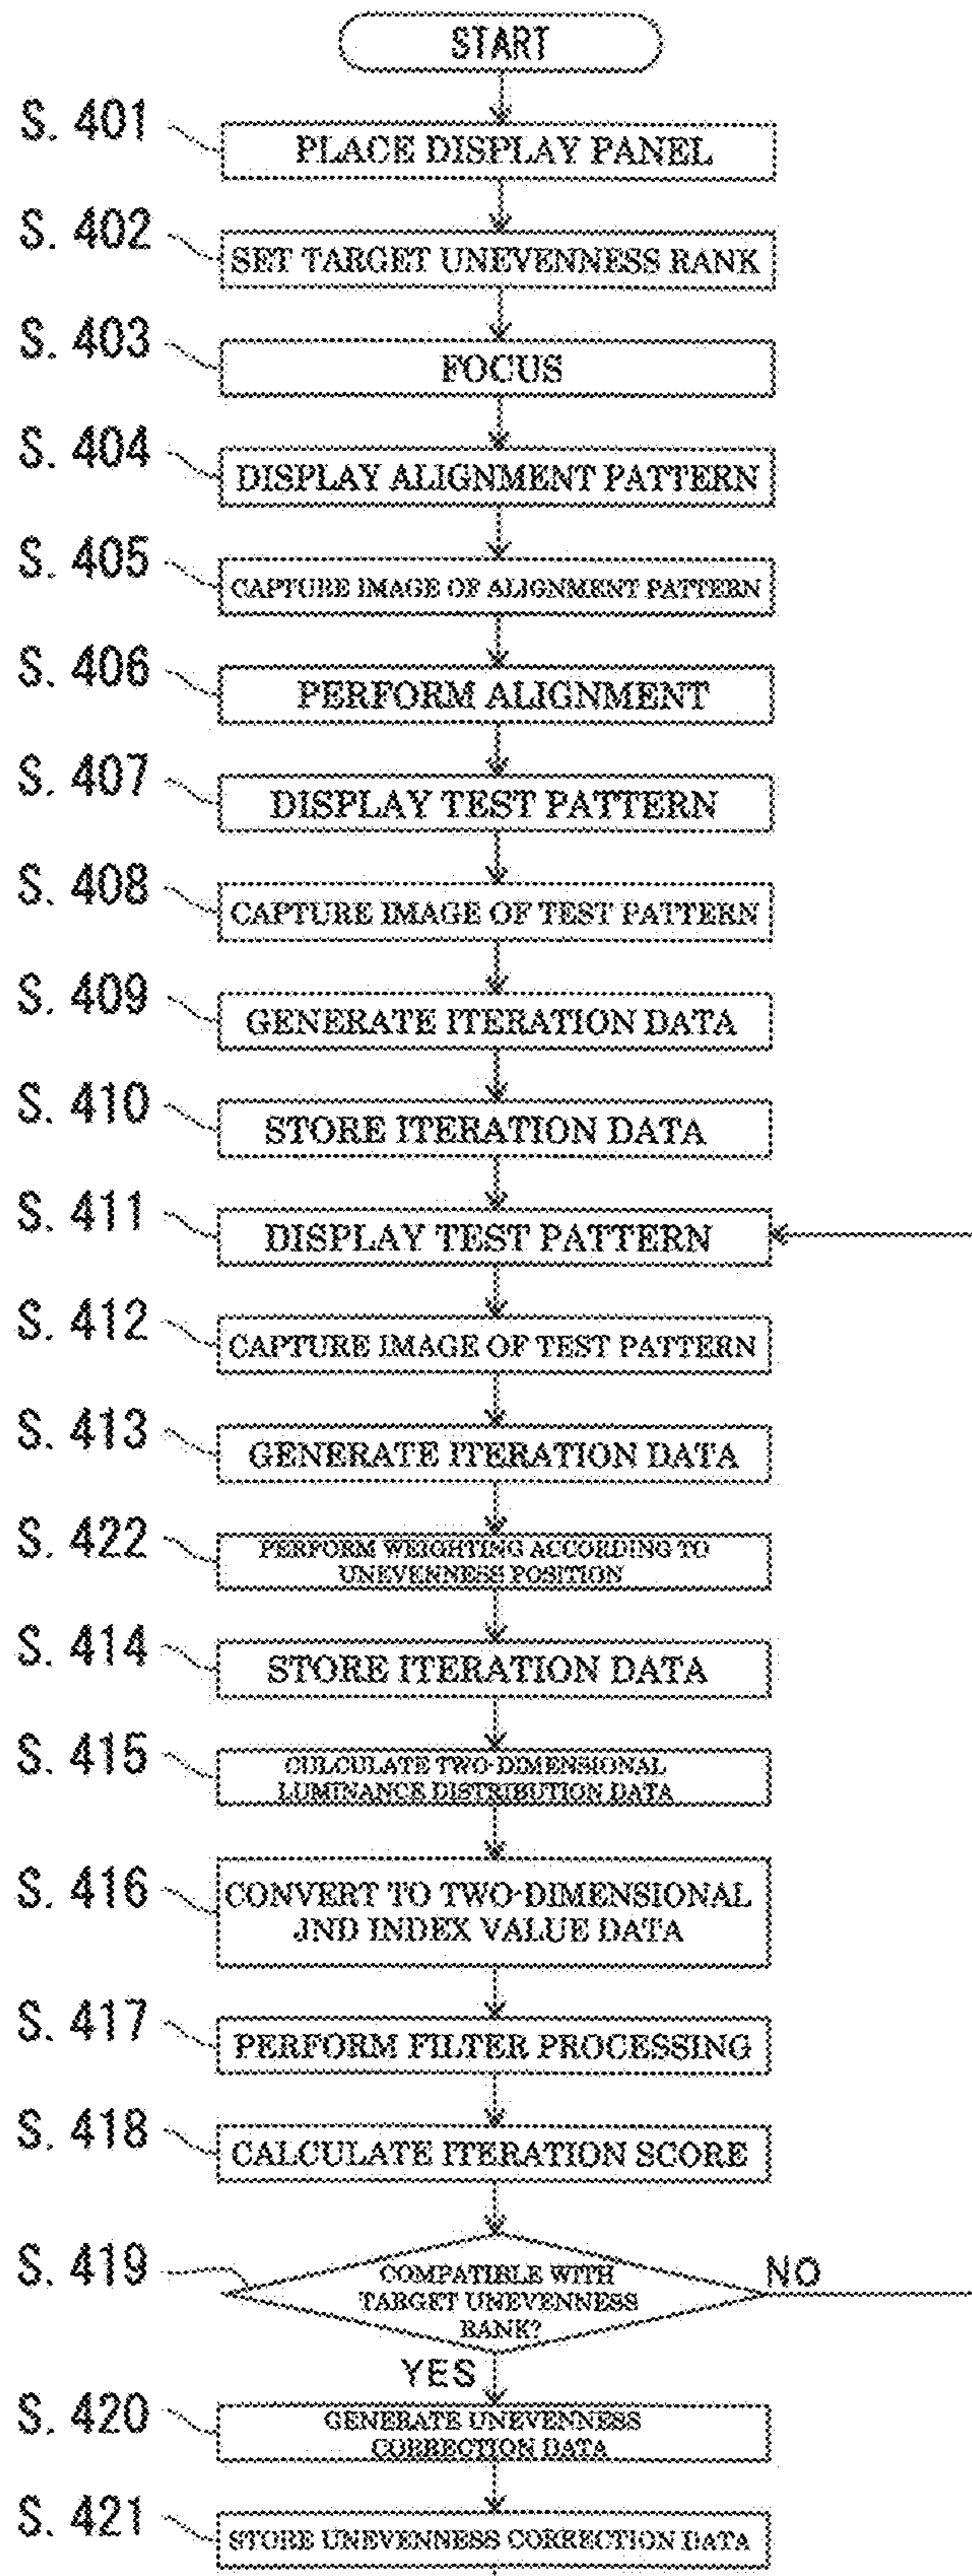 START
S. 401
PLACE DISPLAY PANEL
S. 402
SET TARGET UNEVENNESS RANK
S. 403
FOCUS
S. 404
DISPLAY ALIGNMENT PATTERN
S. 405
CAPTURE IMAGE OF ALIGNMENT PATTERN
S. 406
PERFORM ALIGNMENT
S. 407
DISPLAY TEST PATTERN
S. 408
CAPTURE IMAGE OF TEST PATTERN
S. 409
GENERATE ITERATION DATA
S. 410
STORE ITERATION DATA
S. 411
DISPLAY TEST PATTERN
S. 412
CAPTURE IMAGE OF TEST PATTERN
S. 413
GENERATE ITERATION DATA
S. 422
PERFORM WEIGHTING ACCORDING TO
UNEVENNESS POSITION
S. 414
STORE ITERATION DATA
S. 415
CULCULATE TWO-DIMENSIONAL
LUMINANCE DISTRIBUTION DATA
S. 416
CONVERT TO TWO-DIMENSIONAL
JND INDEX VALUE DATA
S. 417
PERFORM FILTER PROCESSING
S. 418
CALCULATE ITERATION SCORE
S. 419
COMPATIBLE WITH
TARGET UNEVENNESS
RANK?
NO
YES
S. 420
GENERATE UNEVENNESS
CORRECTION DATA
S. 421
STORE UNEVENNESS CORRECTION DATA